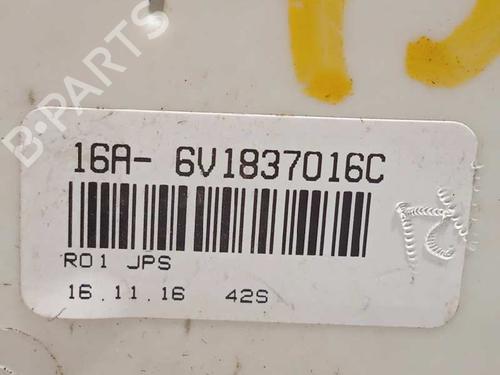 B-PARTS
16A- 6V1837016C
R01 JPS
16.11.16 42S